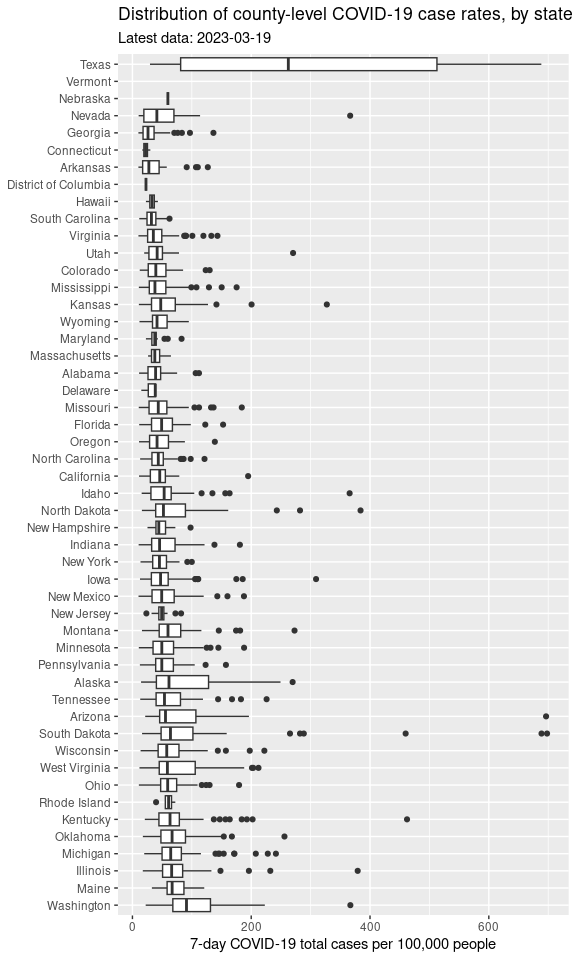 Distribution of county-level COVID-19 case rates, by state
Latest data: 2023-03-19
Texas
Vermont
Nebraska
Nevada
Georgia
Connecticut
Arkansas
District of Columbia
Hawaii
South Carolina
Virginia
Utah
Colorado
Mississippi
Kansas
Wyoming
Maryland
Massachusetts
Alabama
Delaware
Missouri
Florida
Oregon
North Carolina
California
Idaho
North Dakota
New Hampshire
Indiana
New York
Iowa
New Mexico
New Jersey
Montana
Minnesota
Pennsylvania
Alaska
Tennessee
Arizona
South Dakota
Wisconsin
West Virginia
Ohio
Rhode Island
Kentucky
Oklahoma
Michigan
Illinois
Maine
Washington
0 200 400 600
7-day COVID-19 total cases per 100,000 people